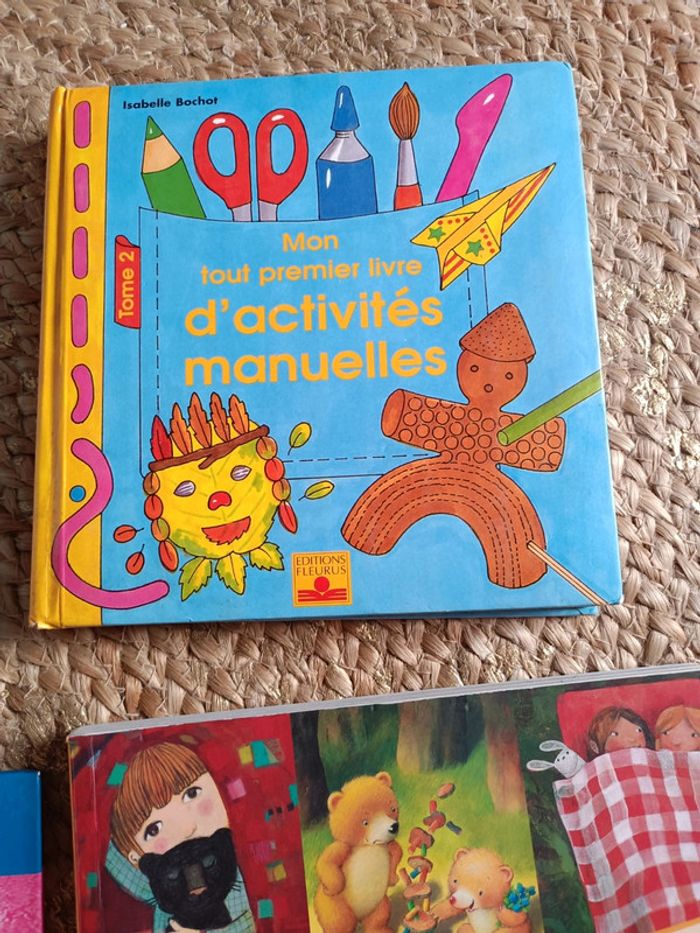 Isabelle Bochot
Mon
tout premier livre
d'activités
manuelles
Tome 2
EDITIONS
FLEURUS